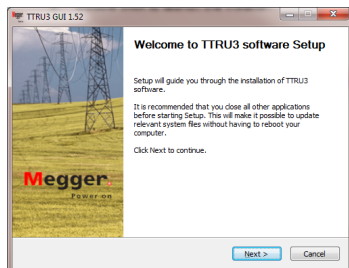 TTRU3 GUI 1.52
Welcome to TTRU3 software Setup
Setup will guide you through the installation of TTRU3
software.
It is recommended that you close all other applications
before starting Setup. This will make it possible to update
relevant system files without having to reboot your
computer.
Click Next to continue.
Megger.
Power on
Next >
Cancel